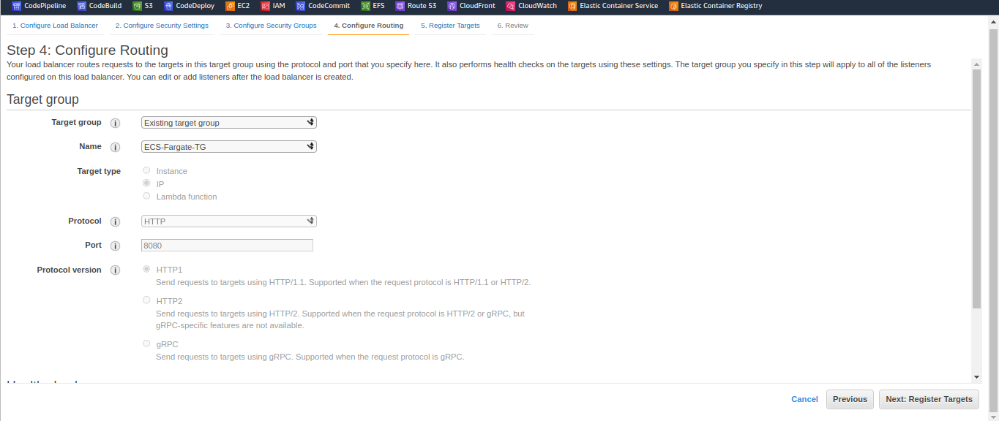 CodePipeline CodeBuild S3 CodeDeploy EC2 IAM CodeCommit EFS Route 53 CloudFront CloudWatch Elastic Container Service Elastic Container Registry
1. Configure Load Balancer 2. Configure Security Settings 3. Configure Security Groups 4. Configure Routing 5. Register Targets 6. Review
Step 4: Configure Routing
Your load balancer routes requests to the targets in this target group using the protocol and port that you specify here. It also performs health checks on the targets using these settings. The target group you specify in this step will apply to all of the listeners
configured on this load balancer. You can edit or add listeners after the load balancer is created.
Target group
Target group i Existing target group
Name i ECS-Fargate-TG
Target type Instance
IP
Lambda function
Protocol i HTTP
Port i 8080
Protocol version i HTTP1
Send requests to targets using HTTP/1.1. Supported when the request protocol is HTTP/1.1 or HTTP/2.
HTTP2
Send requests to targets using HTTP/2. Supported when the request protocol is HTTP/2 or gRPC, but
gRPC-specific features are not available.
gRPC
Send requests to targets using gRPC. Supported when the request protocol is gRPC.
Cancel Previous Next: Register Targets